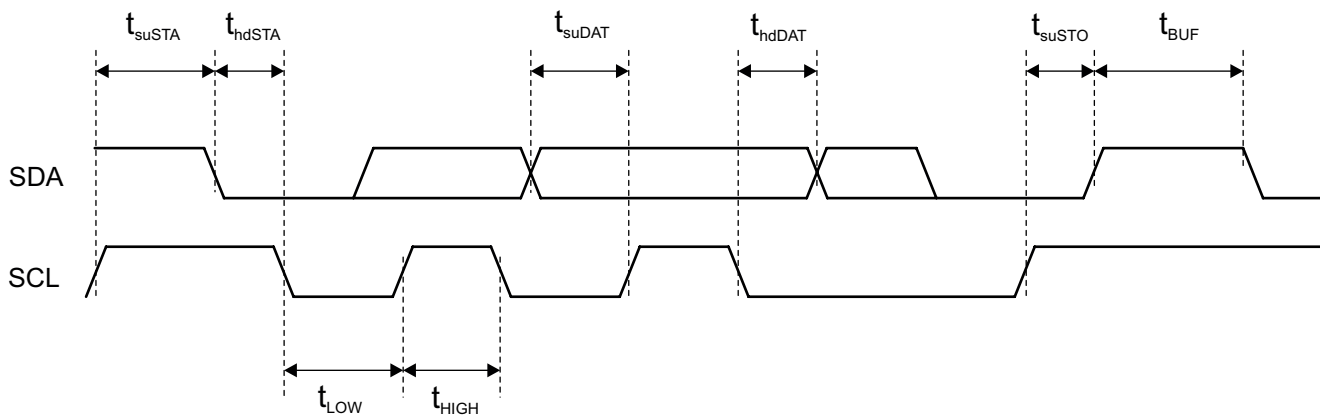 tsuSTA thdSTA tsuDAT thdDAT tsuSTO tBUF
SDA
SCL
tLOW tHIGH